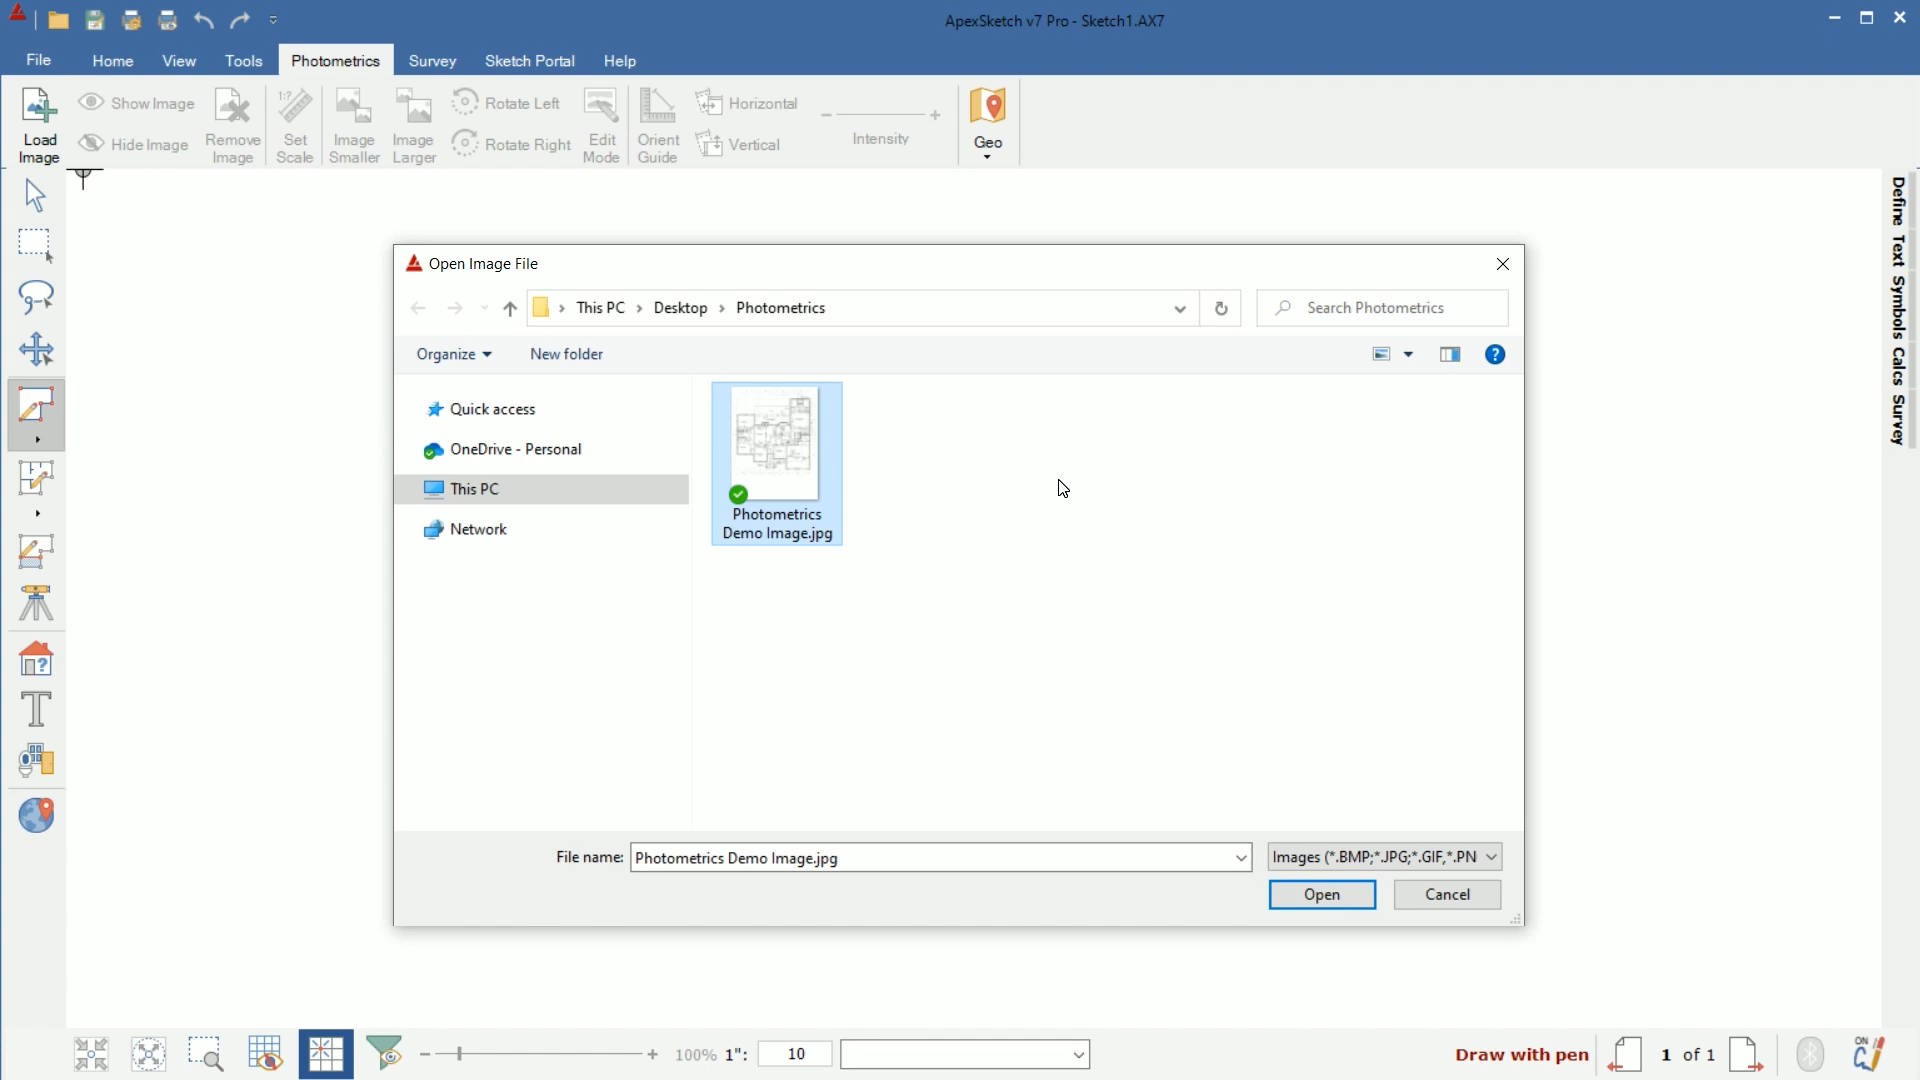 ApexSketch v7 Pro - Sketch1.AX7
File Home View Tools Photometrics Survey Sketch Portal Help
Load Image
Show Image
Hide Image
Remove Image
1:?
Set Scale
Image Smaller
Image Larger
Rotate Left
Rotate Right
Edit Mode
Orient Guide
Horizontal
Vertical
Intensity
Geo
Define Text Symbols Calcs Survey
Open Image File
This PC > Desktop > Photometrics
Search Photometrics
Organize New folder
Quick access
OneDrive - Personal
This PC
Network
Photometrics
Demo Image.jpg
File name: Photometrics Demo Image.jpg Images (*.BMP;*.JPG;*.GIF,*.PN
Open Cancel
100% 1": 10
Draw with pen
1 of 1
ON